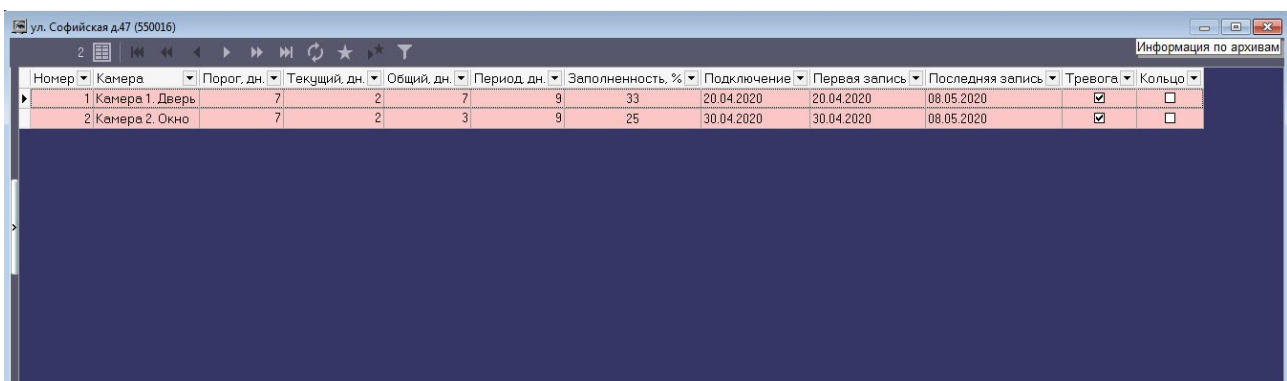 ул. Софийская д.47 (550016)
2
Информация по архивам
Номер Камера Порог, дн. Текущий, дн. Общий, дн. Период, дн. Заполненность, % Подключение Первая запись Последняя запись Тревога Кольцо
1 Камера 1. Дверь 7 2 7 9 33 20.04.2020 20.04.2020 08.05.2020
2 Камера 2. Окно 7 2 3 9 25 30.04.2020 30.04.2020 08.05.2020